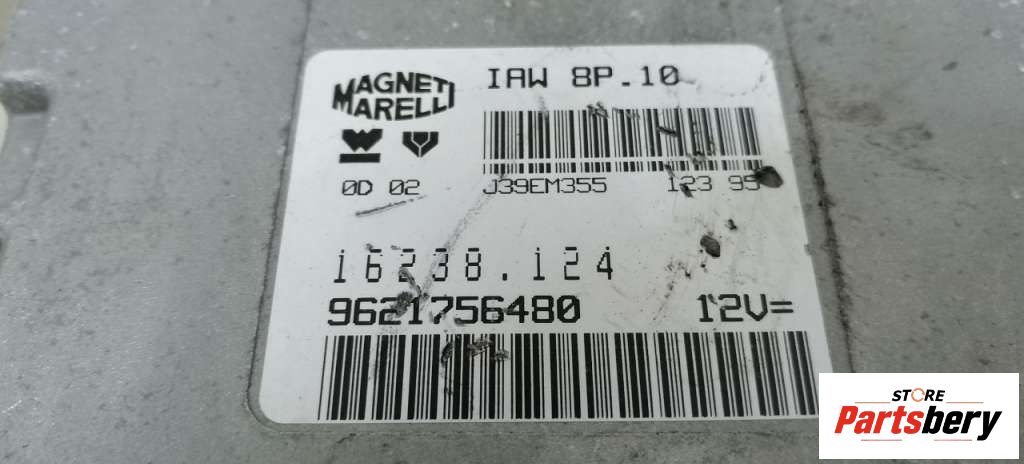 MAGNETI
MARELLI
IAW 8P.10
0D 02
J39EM355 123 95
16238.124
9621756480 12V=
STORE
Partsbery